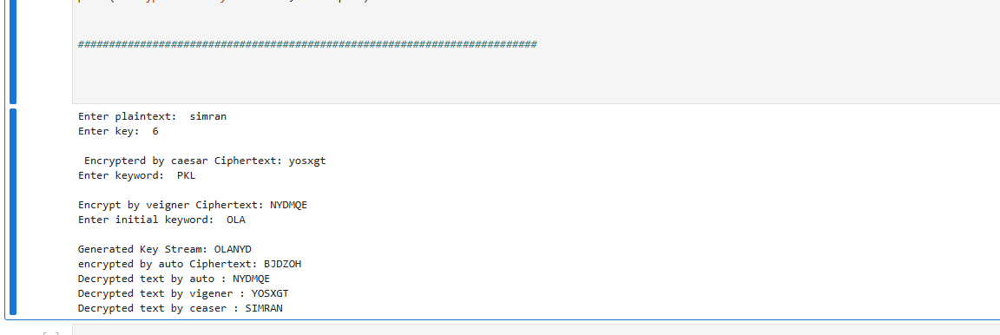 ##########################################################################
Enter plaintext:  simran
Enter key:  6
 Encrypterd by caesar Ciphertext: yosxgt
Enter keyword:  PKL
Encrypt by veigner Ciphertext: NYDMQE
Enter initial keyword:  OLA
Generated Key Stream: OLANYD
encrypted by auto Ciphertext: BJDZOH
Decrypted text by auto : NYDMQE
Decrypted text by vigener : YOSXGT
Decrypted text by ceaser : SIMRAN